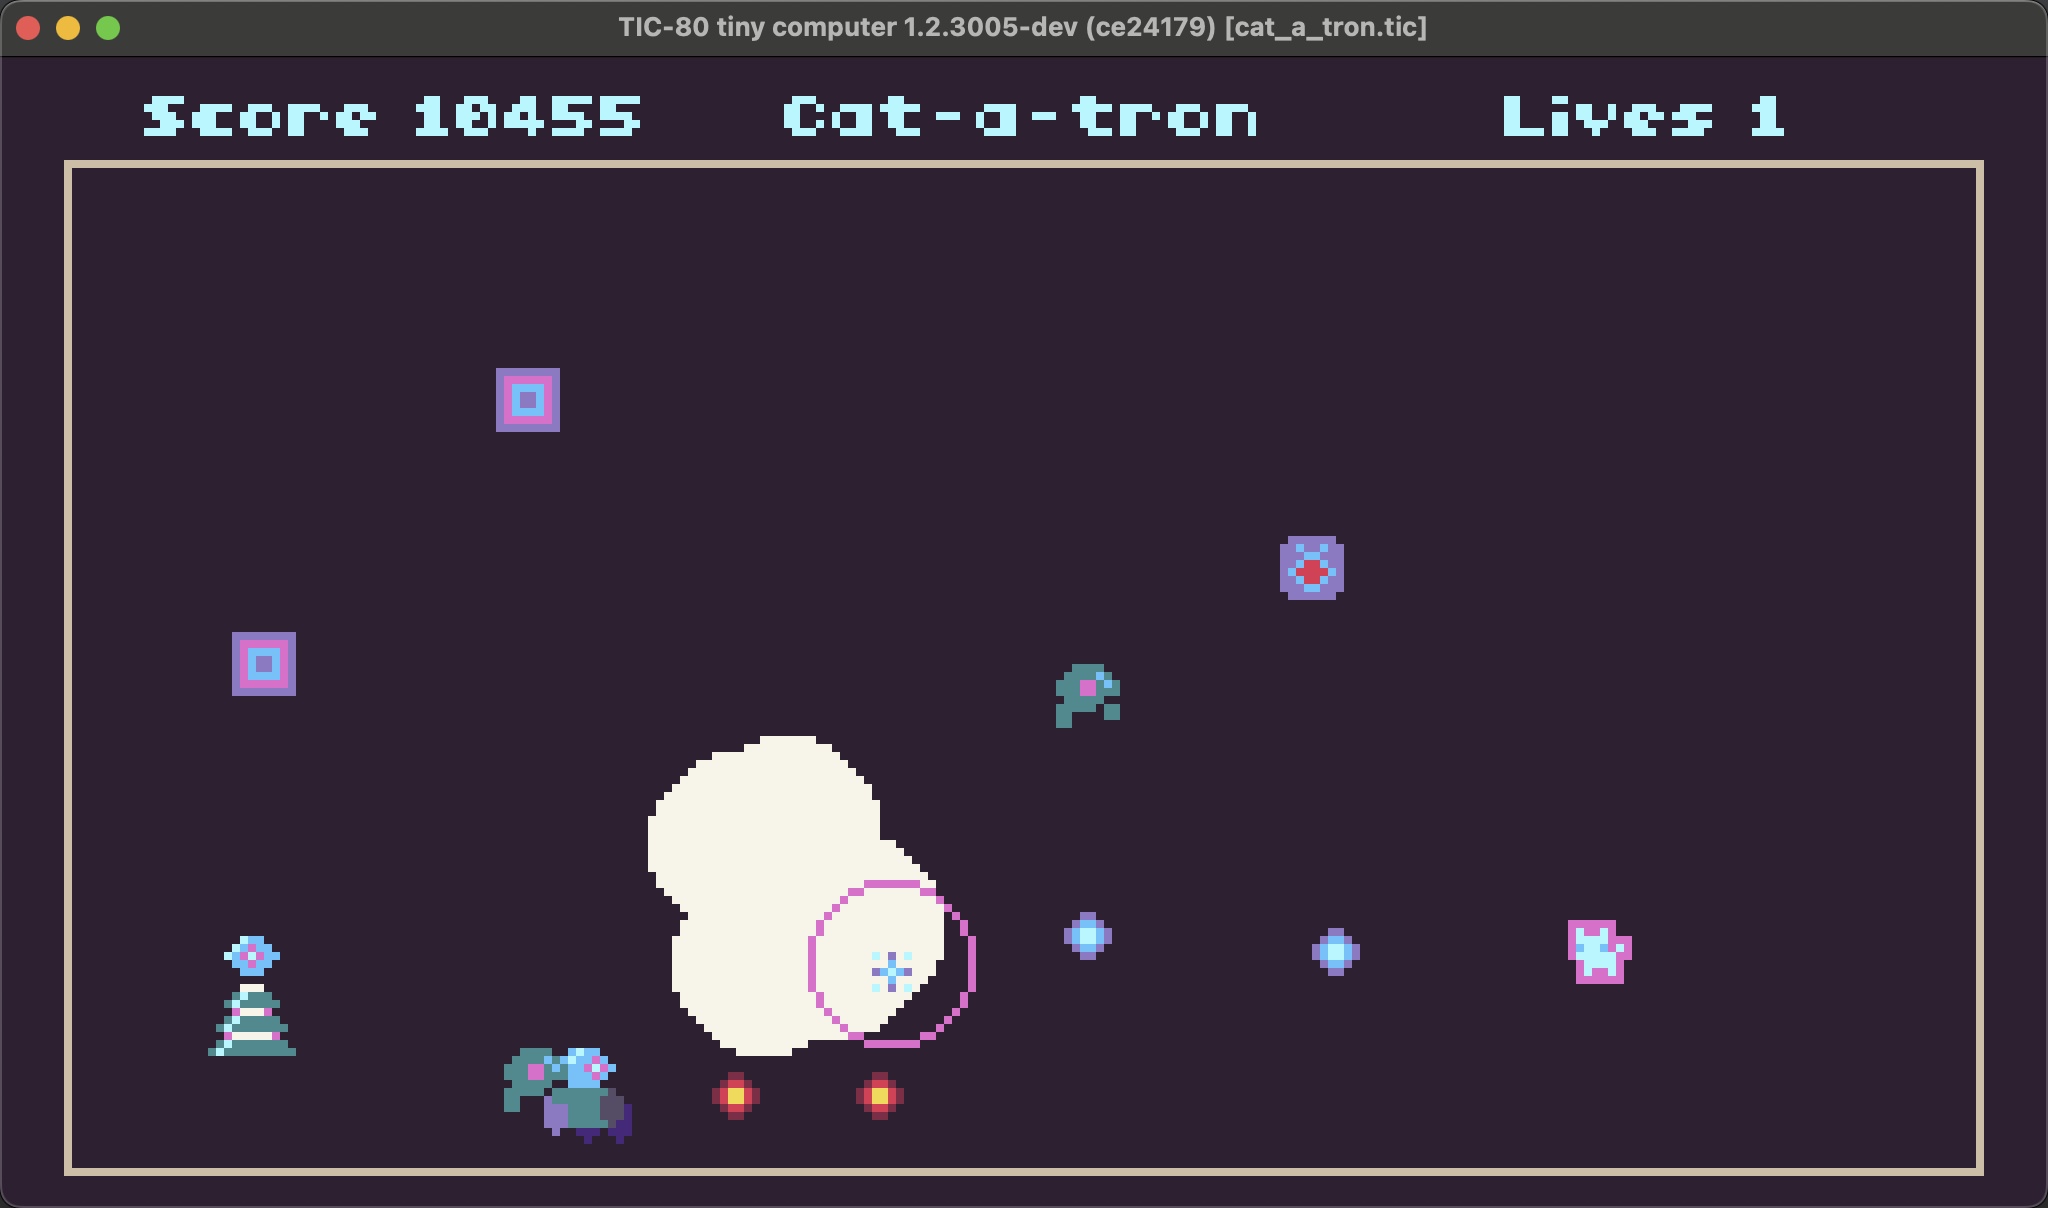 TIC-80 tiny computer 1.2.3005-dev (ce24179) [cat_a_tron.tic]
Score 10455 Cat-a-tron Lives 1